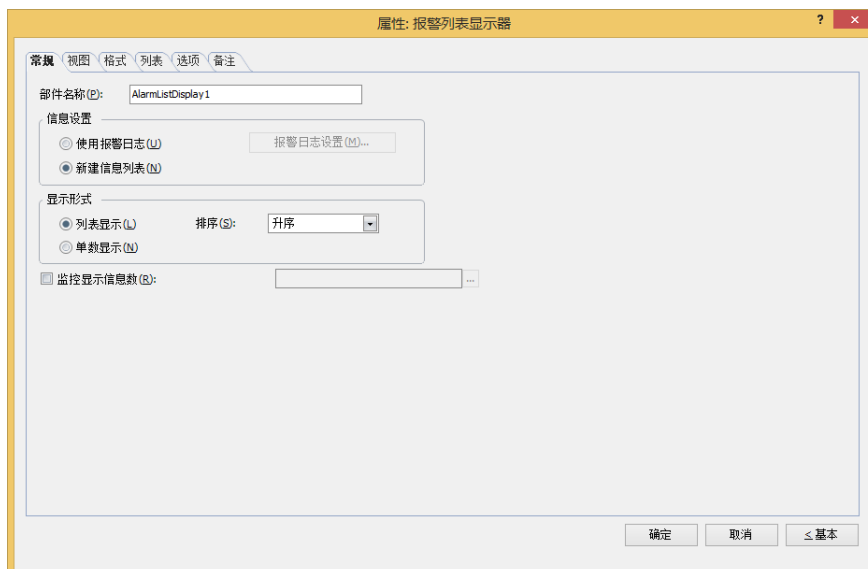 属性: 报警列表显示器 ? ×
常规 视图 格式 列表 选项 备注
部件名称(P): AlarmListDisplay1
信息设置
使用报警日志(U) 报警日志设置(M)...
新建信息列表(N)
显示形式
列表显示(L) 排序(S): 升序
单数显示(N)
监控显示信息数(R): ...
确定 取消 <基本